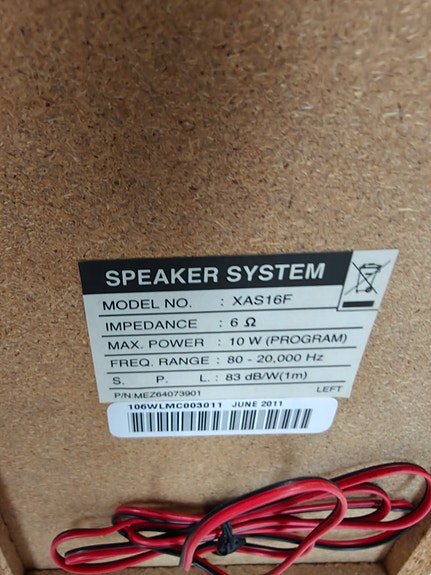 SPEAKER SYSTEM
MODEL NO. : XAS16F
IMPEDANCE : 6 Ω
MAX. POWER : 10 W (PROGRAM)
FREQ. RANGE : 80 - 20,000 Hz
S. P. L. : 83 dB/W(1m)
P/N:MEZ64073901 LEFT
106WLMC003011 JUNE 2011